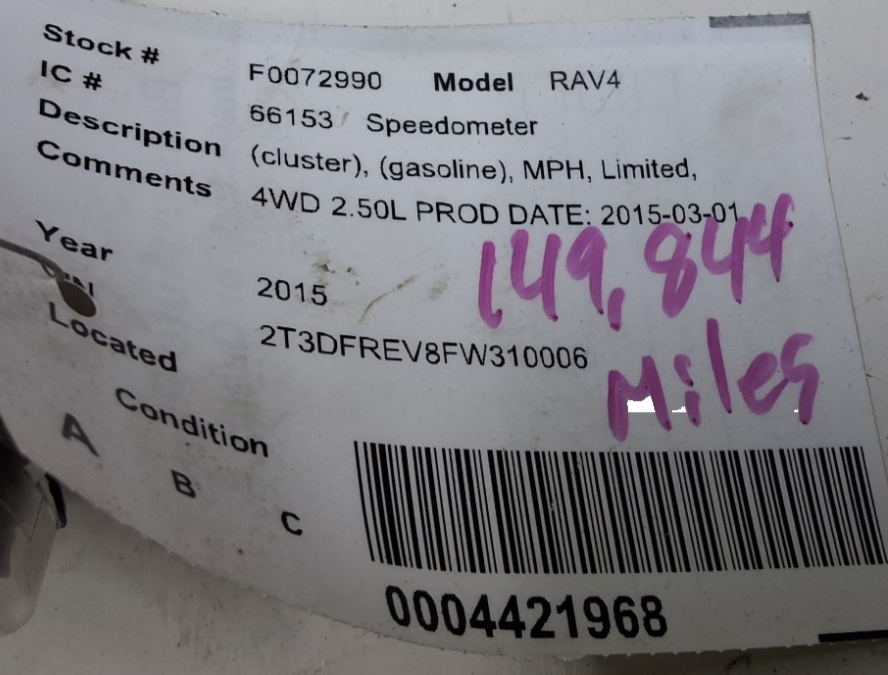 Stock # F0072990 Model RAV4
IC # 66153 Speedometer
Description (cluster), (gasoline), MPH, Limited,
Comments 4WD 2.50L PROD DATE: 2015-03-01
149,844
Year 2015
2T3DFREV8FW310006
Miles
Located
Condition
A B C
0004421968